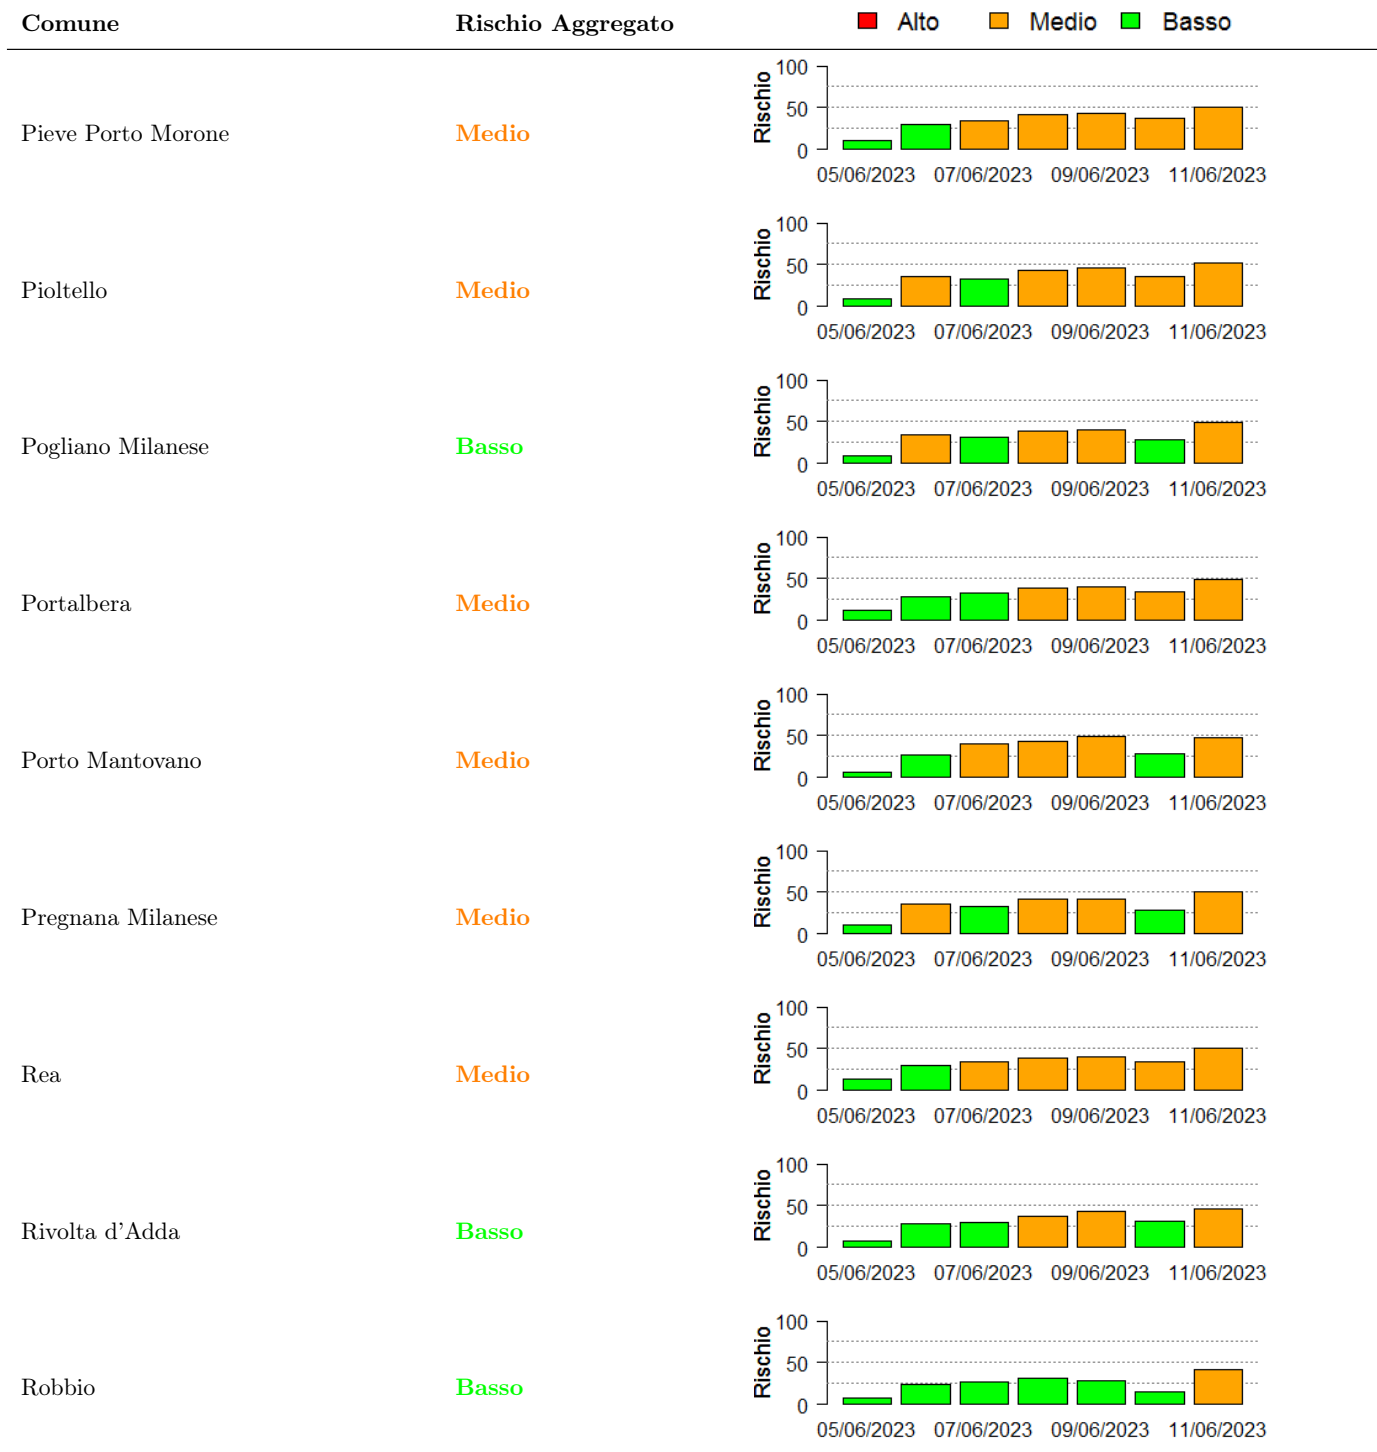 Comune Rischio Aggregato Alto Medio Basso
Pieve Porto Morone Medio
Rischio
100
50
0
05/06/2023 07/06/2023 09/06/2023 11/06/2023
Pioltello Medio
Rischio
100
50
0
05/06/2023 07/06/2023 09/06/2023 11/06/2023
Pogliano Milanese Basso
Rischio
100
50
0
05/06/2023 07/06/2023 09/06/2023 11/06/2023
Portalbera Medio
Rischio
100
50
0
05/06/2023 07/06/2023 09/06/2023 11/06/2023
Porto Mantovano Medio
Rischio
100
50
0
05/06/2023 07/06/2023 09/06/2023 11/06/2023
Pregnana Milanese Medio
Rischio
100
50
0
05/06/2023 07/06/2023 09/06/2023 11/06/2023
Rea Medio
Rischio
100
50
0
05/06/2023 07/06/2023 09/06/2023 11/06/2023
Rivolta d'Adda Basso
Rischio
100
50
0
05/06/2023 07/06/2023 09/06/2023 11/06/2023
Robbio Basso
Rischio
100
50
0
05/06/2023 07/06/2023 09/06/2023 11/06/2023